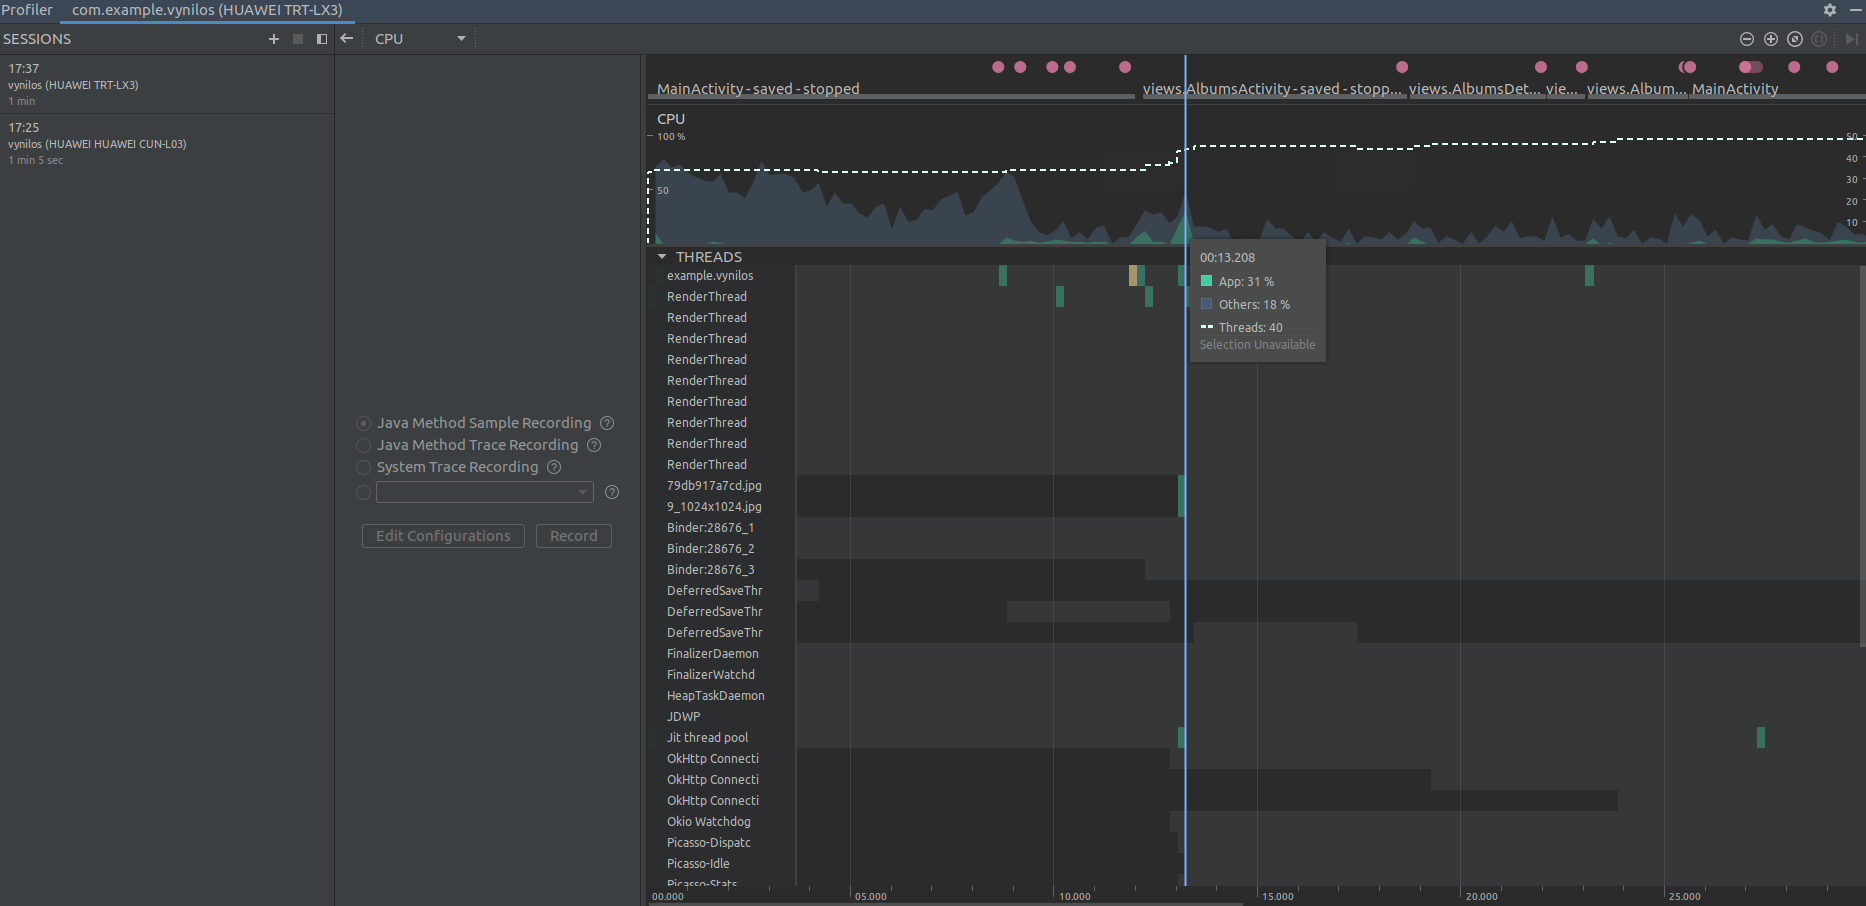 Profiler com.example.vynilos (HUAWEI TRT-LX3)
SESSIONS
CPU
17:37
vynilos (HUAWEI TRT-LX3)
1 min
17:25
vynilos (HUAWEI HUAWEI CUN-L03)
1 min 5 sec
Java Method Sample Recording
Java Method Trace Recording
System Trace Recording
Edit Configurations Record
MainActivity - saved - stopped views.AlbumsActivity - saved - stopp... views.AlbumsDet... vie... views.Album... MainActivity
CPU
100 %
50
50
40
30
20
10
THREADS
00:13.208
App: 31 %
Others: 18 %
Threads: 40
Selection Unavailable
example.vynilos
RenderThread
RenderThread
RenderThread
RenderThread
RenderThread
RenderThread
RenderThread
RenderThread
RenderThread
79db917a7cd.jpg
9_1024x1024.jpg
Binder:28676_1
Binder:28676_2
Binder:28676_3
DeferredSaveThr
DeferredSaveThr
DeferredSaveThr
FinalizerDaemon
FinalizerWatchd
HeapTaskDaemon
JDWP
Jit thread pool
OkHttp Connecti
OkHttp Connecti
OkHttp Connecti
Okio Watchdog
Picasso-Dispatc
Picasso-Idle
Picasso-Stats
00.000 05.000 10.000 15.000 20.000 25.000